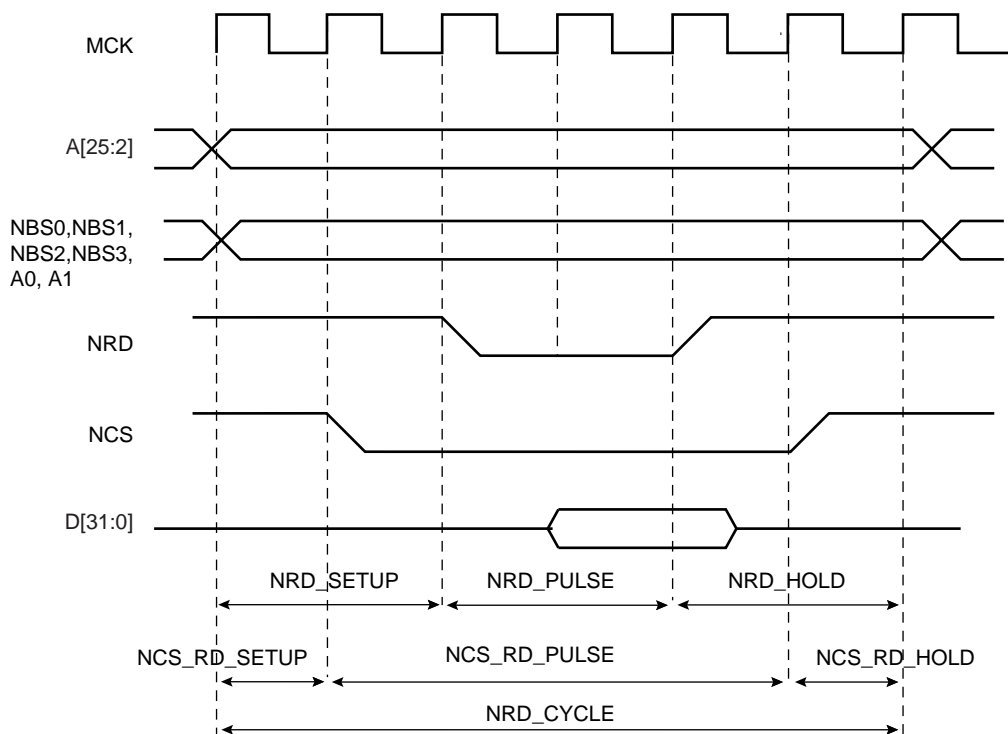 MCK
A[25:2]
NBS0,NBS1,
NBS2,NBS3,
A0, A1
NRD
NCS
D[31:0]
NRD_SETUP NRD_PULSE NRD_HOLD
NCS_RD_SETUP NCS_RD_PULSE NCS_RD_HOLD
NRD_CYCLE